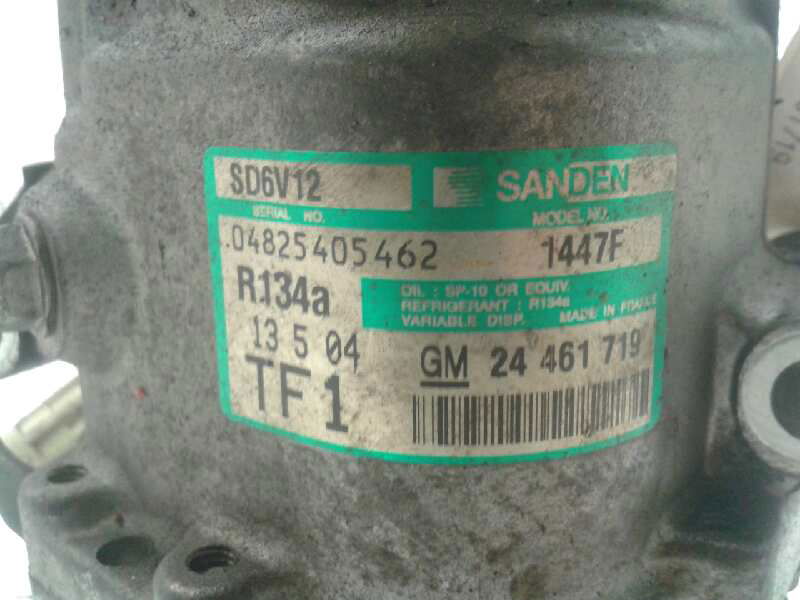 SD6V12 SANDEN
SERIAL NO. MODEL NO.
04825405462 1447F
R134a
OIL : SP-10 OR EQUIV.
REFRIGERANT : R134a
VARIABLE DISP. MADE IN FRANCE
13 5 04
GM 24 461 719
TF1